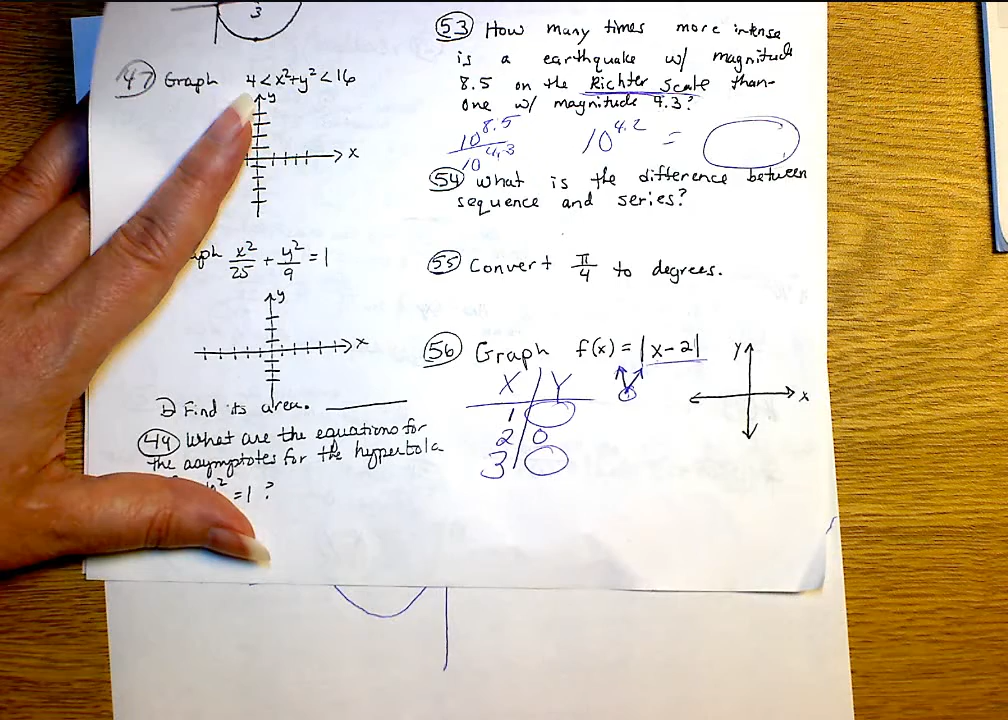 3
47 Graph 4 < x² + y² < 16
y
x
aph x²/25 + y²/9 = 1
y
x
b Find its area.
49 What are the equations for
the asymptotes for the hyperbola
= 1 ?
53 How many times more intense
is a earthquake w/ magnitude
8.5 on the Richter Scale than
one w/ magnitude 4.3?
10^8.5 / 10^4.3 10^4.2 =
54 What is the difference between
sequence and series?
55 Convert π/4 to degrees.
56 Graph f(x) = |x-2|
y
x
X Y
1
2 0
3